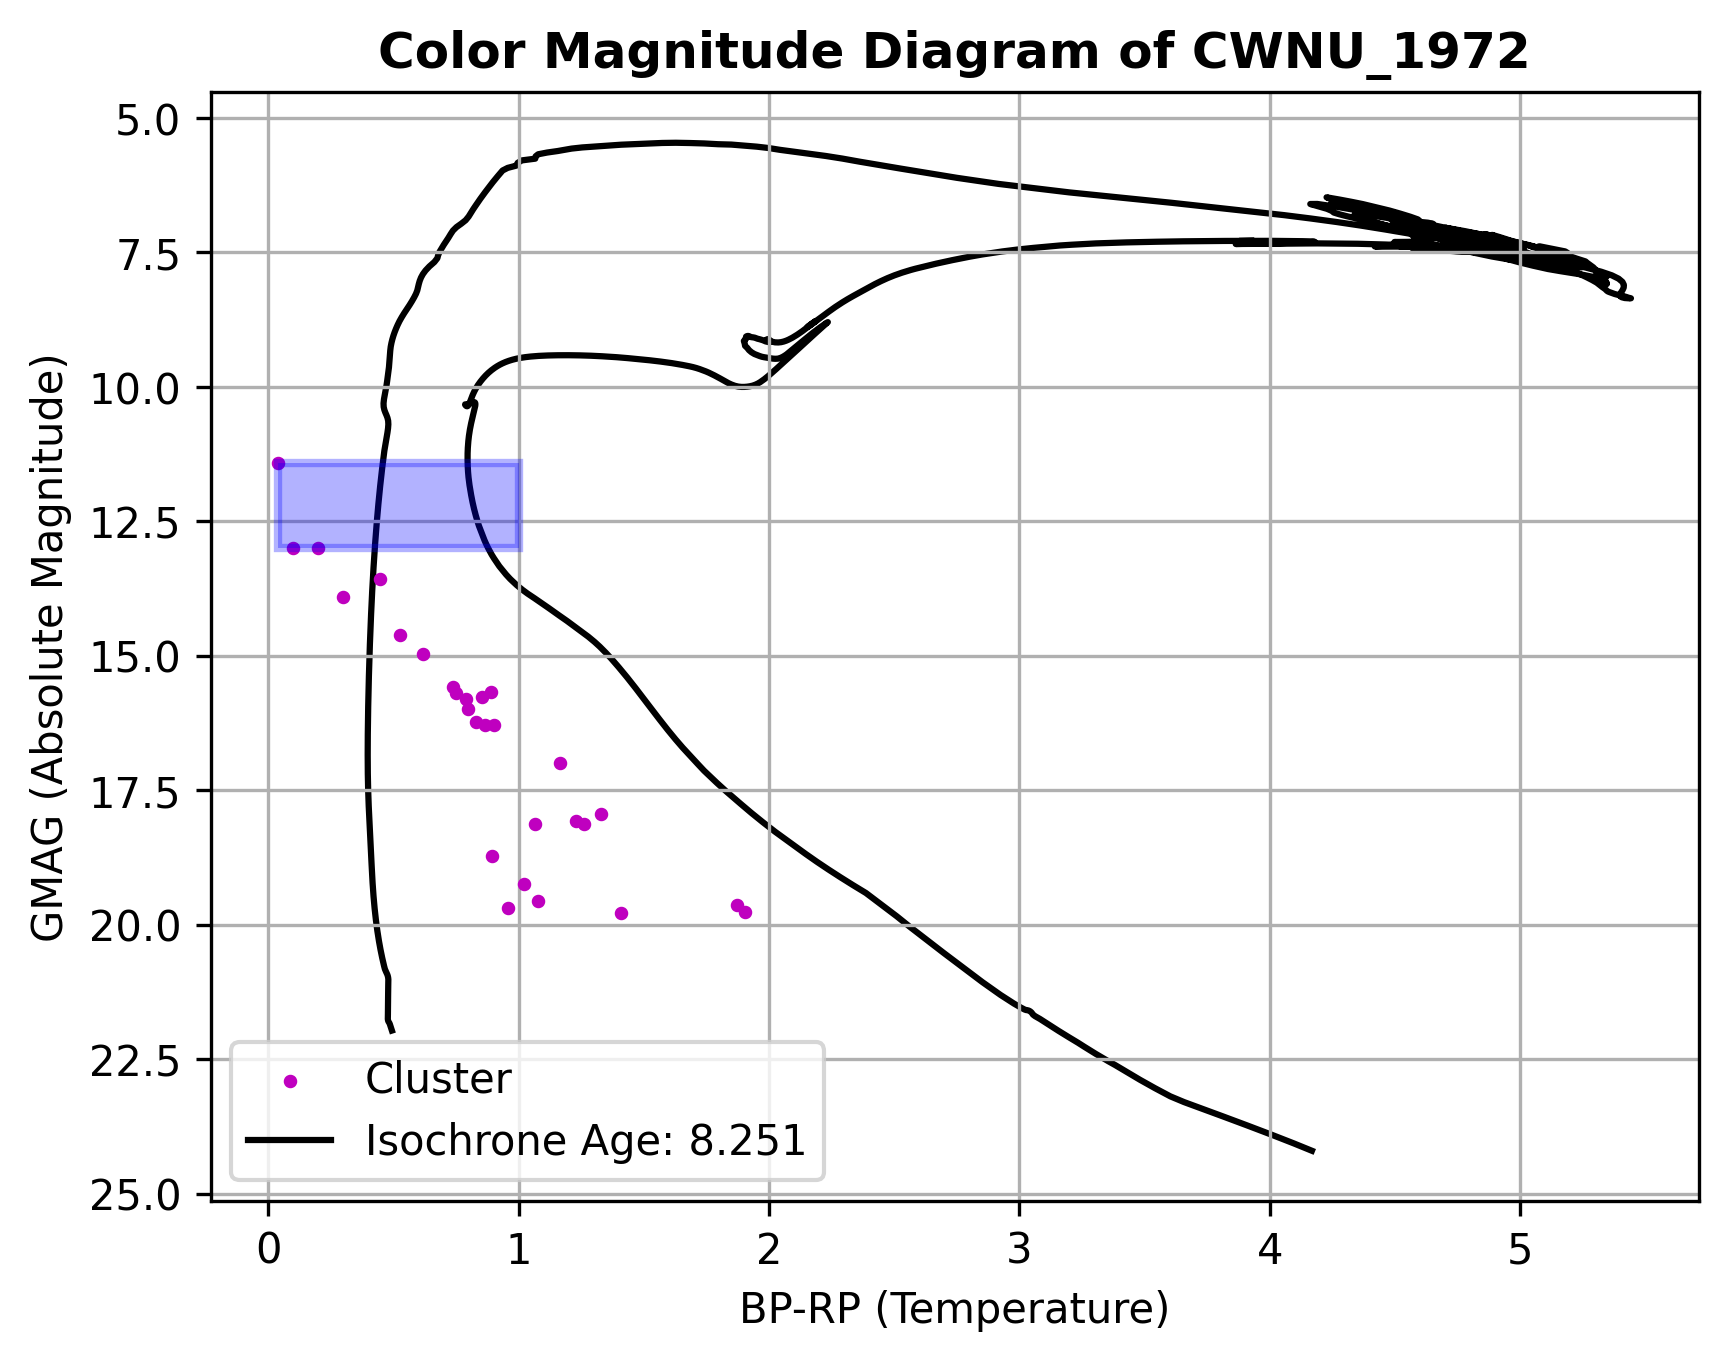 Color Magnitude Diagram of CWNU_1972
GMAG (Absolute Magnitude)
5.0
7.5
10.0
12.5
15.0
17.5
20.0
22.5
25.0
Cluster
Isochrone Age: 8.251
0 1 2 3 4 5
BP-RP (Temperature)